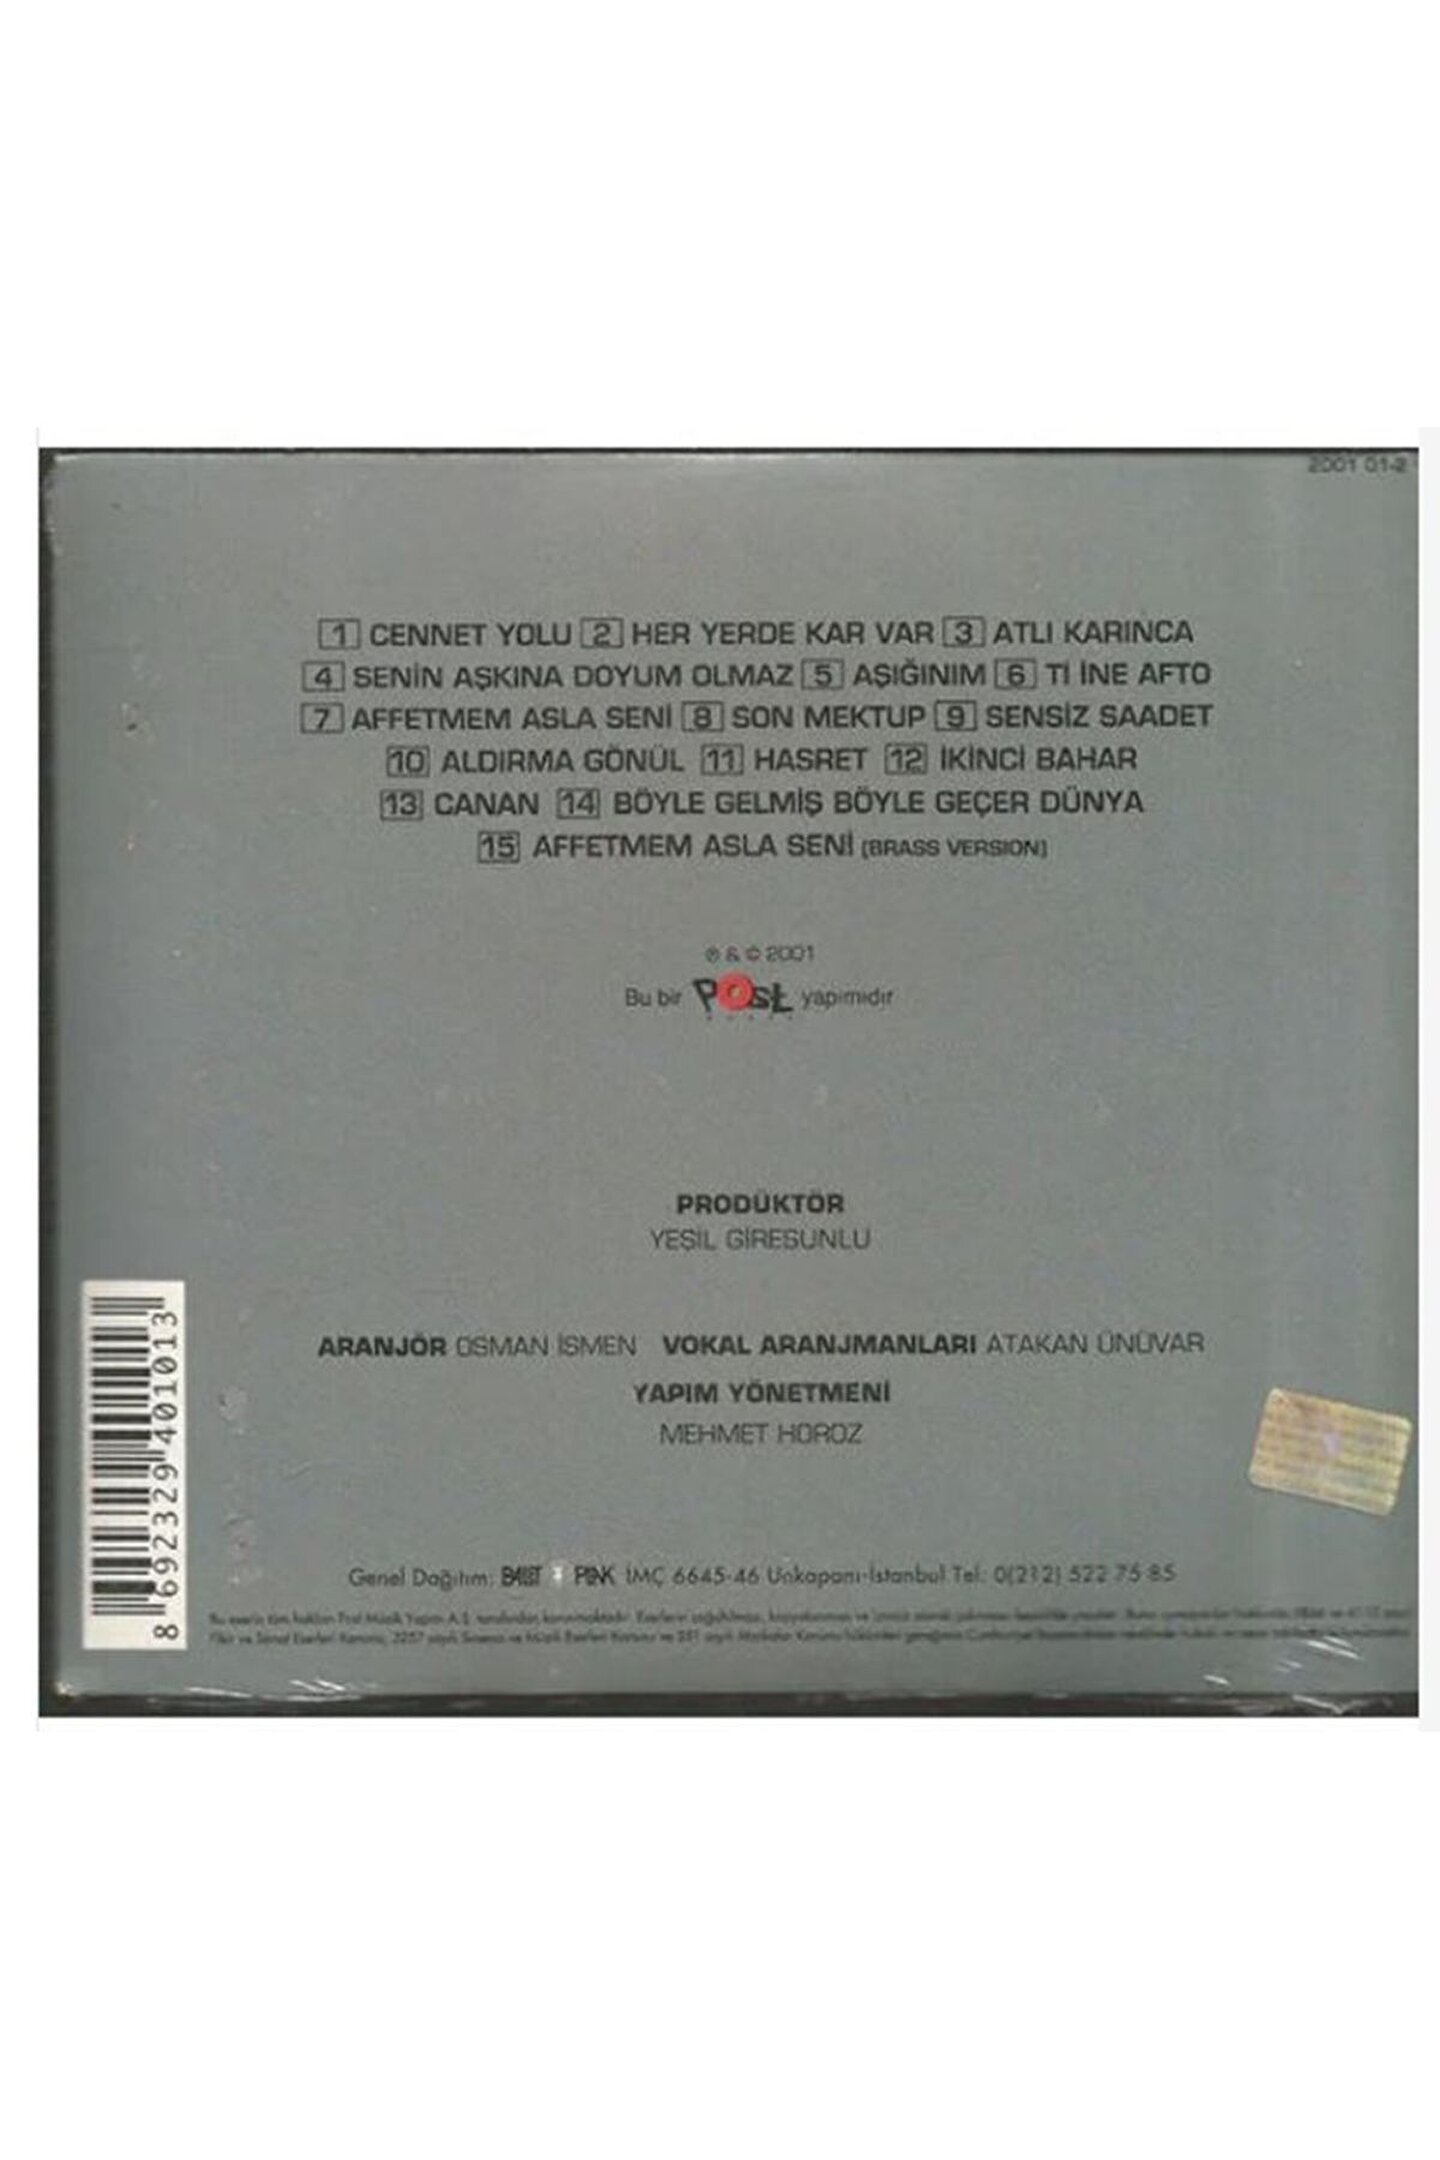 2001 01-2
1 CENNET YOLU 2 HER YERDE KAR VAR 3 ATLI KARINCA
4 SENİN AŞKINA DOYUM OLMAZ 5 AŞIĞINIM 6 Tİ İNE AFTO
7 AFFETMEM ASLA SENİ 8 SON MEKTUP 9 SENSİZ SAADET
10 ALDIRMA GÖNÜL 11 HASRET 12 İKİNCİ BAHAR
13 CANAN 14 BÖYLE GELMİŞ BÖYLE GEÇER DÜNYA
15 AFFETMEM ASLA SENİ (BRASS VERSION)
℗ & © 2001
Bu bir POST yapımıdır
PRODÜKTÖR
YEŞİL GİRESUNLU
ARANJÖR OSMAN İSMEN VOKAL ARANJMANLARI ATAKAN ÜNÜVAR
YAPIM YÖNETMENİ
MEHMET HOROZ
8 692329 401013
Genel Dağıtım: İMÇ 6645-46 Unkapanı-İstanbul Tel: 0(212) 522 75 85